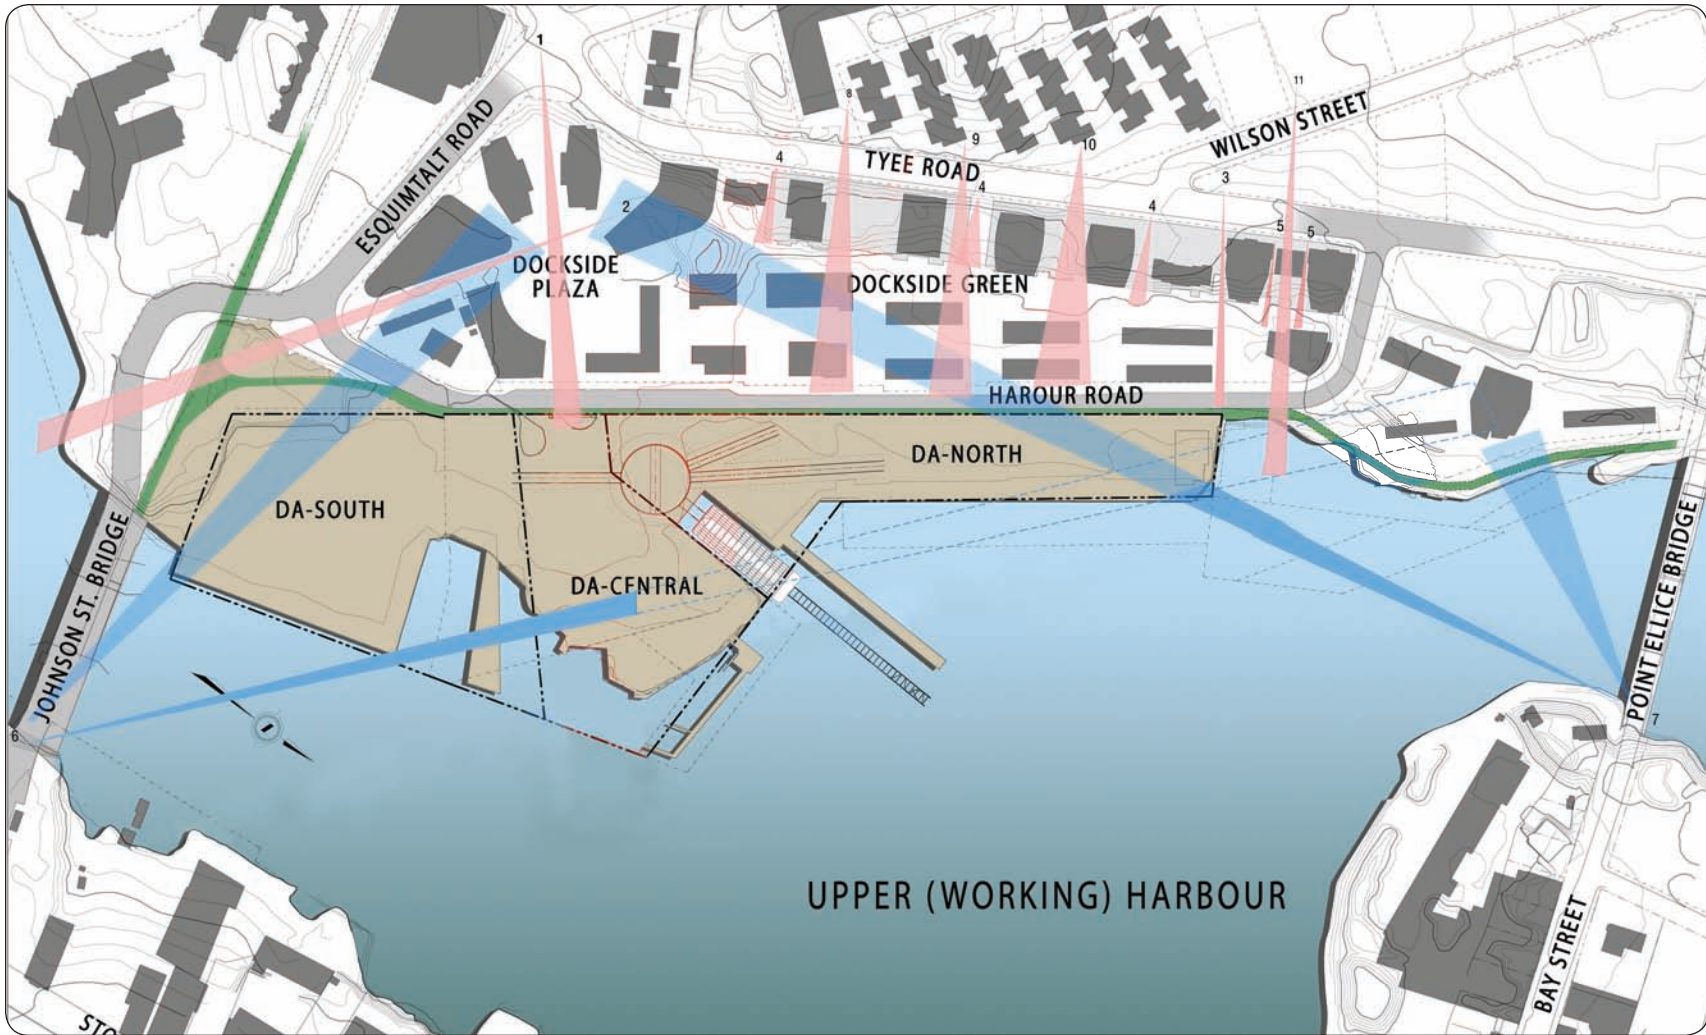 1
8
11
ESQUIMTALT ROAD
WILSON STREET
9
10
4
TYEE ROAD
3
4
4
2
5
5
DOCKSIDE
PLAZA
DOCKSIDE GREEN
HAROUR ROAD
DA-NORTH
DA-SOUTH
DA-CENTRAL
JOHNSON ST. BRIDGE
POINT ELLICE BRIDGE
6
7
UPPER (WORKING) HARBOUR
BAY STREET
STO